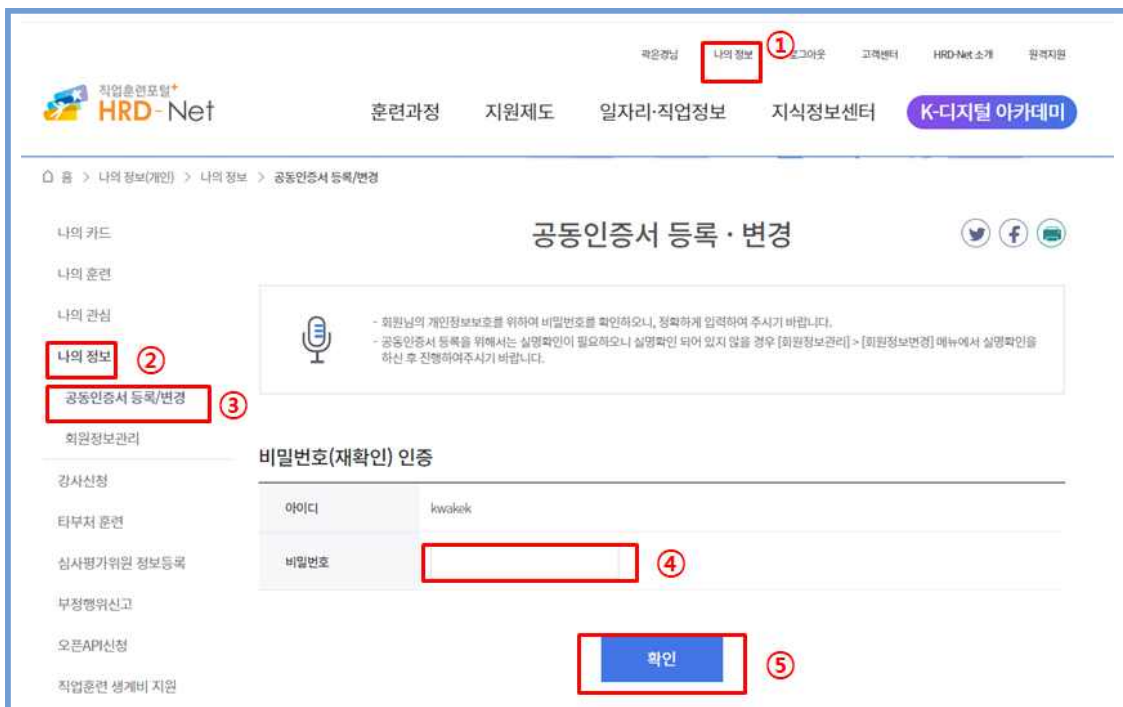 곽은경님 나의 정보 ① 로그아웃 고객센터 HRD-Net 소개 원격지원
직업훈련포털+
HRD-Net 훈련과정 지원제도 일자리·직업정보 지식정보센터 K-디지털 아카데미
홈 > 나의 정보(개인) > 나의 정보 > 공동인증서 등록/변경
나의 카드
나의 훈련
나의 관심
나의 정보 ②
공동인증서 등록/변경 ③
회원정보관리
강사신청
타부처 훈련
심사평가위원 정보등록
부정행위신고
오픈API신청
직업훈련 생계비 지원
공동인증서 등록 · 변경
- 회원님의 개인정보보호를 위하여 비밀번호를 확인하오니, 정확하게 입력하여 주시기 바랍니다.
- 공동인증서 등록을 위해서는 실명확인이 필요하오니 실명확인 되어 있지 않을 경우 [회원정보관리] > [회원정보변경] 메뉴에서 실명확인을
하신 후 진행하여주시기 바랍니다.
비밀번호(재확인) 인증
아이디 kwakek
비밀번호 ④
확인 ⑤